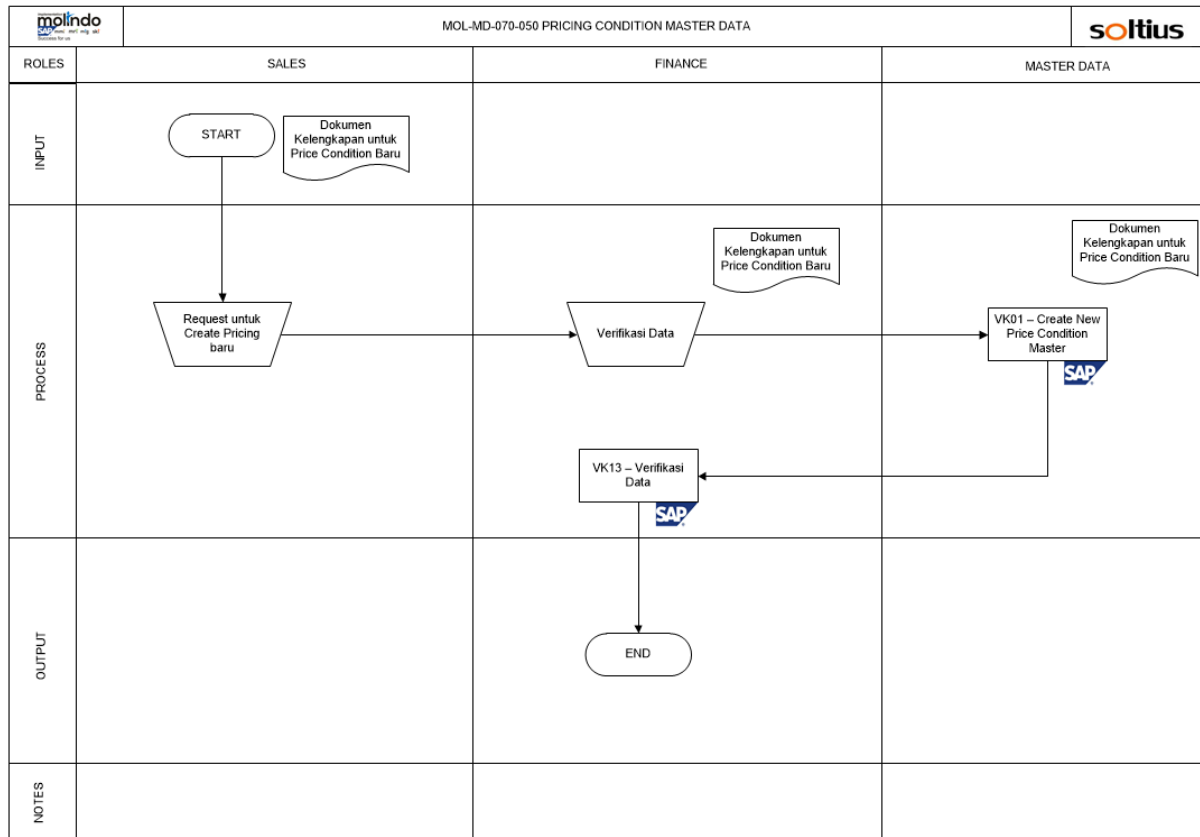 molindo
SAP
Success for us
MOL-MD-070-050 PRICING CONDITION MASTER DATA
soltius
ROLES
SALES
FINANCE
MASTER DATA
INPUT
START
Dokumen
Kelengkapan untuk
Price Condition Baru
PROCESS
Dokumen
Kelengkapan untuk
Price Condition Baru
Dokumen
Kelengkapan untuk
Price Condition Baru
Request untuk
Create Pricing
baru
Verifikasi Data
VK01 – Create New
Price Condition
Master
SAP
VK13 – Verifikasi
Data
SAP
OUTPUT
END
NOTES